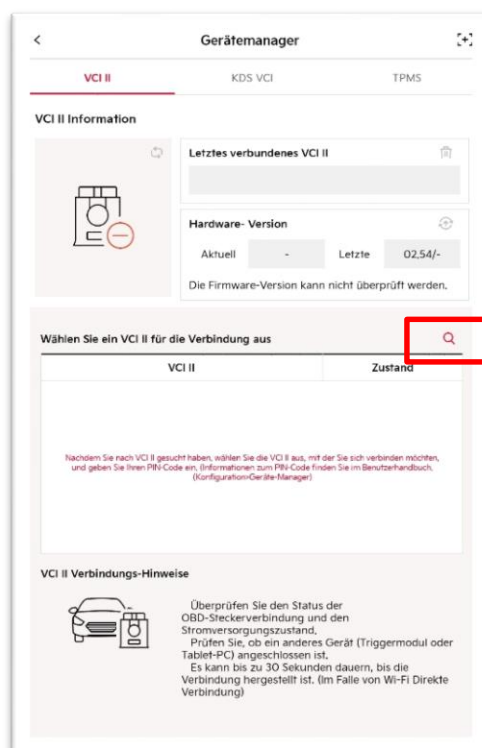 Gerätemanager
VCI II KDS VCI TPMS
VCI II Information
Letztes verbundenes VCI II
Hardware- Version
Aktuell - Letzte 02,54/-
Die Firmware-Version kann nicht überprüft werden.
Wählen Sie ein VCI II für die Verbindung aus
VCI II Zustand
Nachdem Sie nach VCI II gesucht haben, wählen Sie die VCI II aus, mit der Sie sich verbinden möchten,
und geben Sie Ihren PIN-Code ein, (Informationen zum PIN-Code finden Sie im Benutzerhandbuch.
(Konfiguration>Geräte-Manager)
VCI II Verbindungs-Hinweise
Überprüfen Sie den Status der
OBD-Steckerverbindung und den
Stromversorgungszustand,
Prüfen Sie, ob ein anderes Gerät (Triggermodul oder
Tablet-PC) angeschlossen ist,
Es kann bis zu 30 Sekunden dauern, bis die
Verbindung hergestellt ist. (Im Falle von Wi-Fi Direkte
Verbindung)